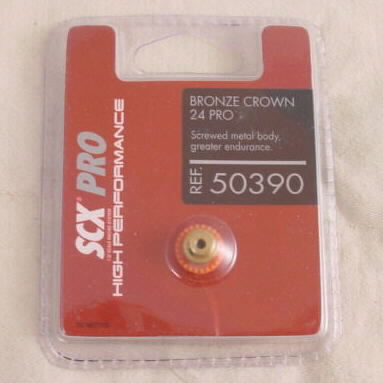 BRONZE CROWN
24 PRO
Screwed metal body,
greater endurance.
REF. 50390
SCX® PRO
HIGH PERFORMANCE